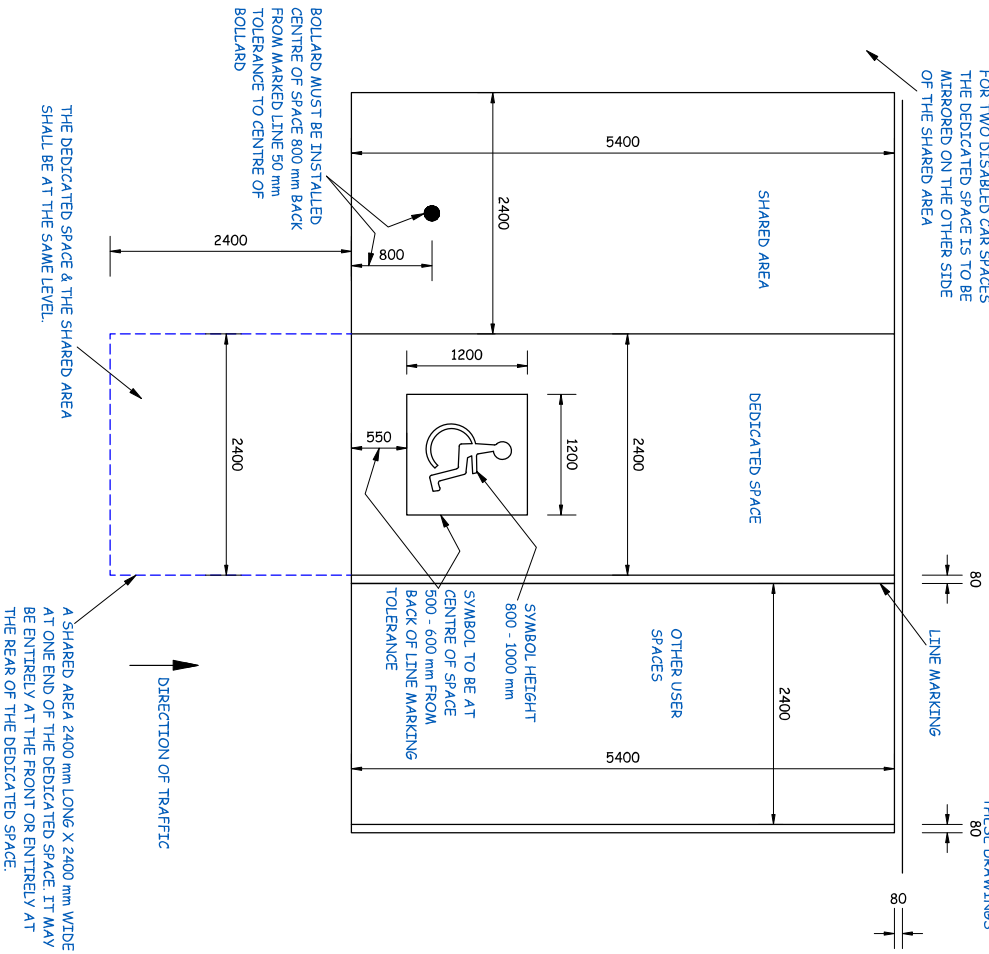 FOR TWO DISABLED CAR SPACES
THE DEDICATED SPACE IS TO BE
MIRRORED ON THE OTHER SIDE
OF THE SHARED AREA
THESE DRAWINGS
80
80
80
LINE MARKING
5400
SHARED AREA
2400
DEDICATED SPACE
2400
OTHER USER
SPACES
2400
5400
BOLLARD MUST BE INSTALLED
CENTRE OF SPACE 800 mm BACK
FROM MARKED LINE 50 mm
TOLERANCE TO CENTRE OF
BOLLARD
800
2400
1200
1200
550
SYMBOL HEIGHT
800 - 1000 mm
SYMBOL TO BE AT
CENTRE OF SPACE
500 - 600 mm FROM
BACK OF LINE MARKING
TOLERANCE
2400
THE DEDICATED SPACE & THE SHARED AREA
SHALL BE AT THE SAME LEVEL.
DIRECTION OF TRAFFIC
A SHARED AREA 2400 mm LONG X 2400 mm WIDE
AT ONE END OF THE DEDICATED SPACE. IT MAY
BE ENTIRELY AT THE FRONT OR ENTIRELY AT
THE REAR OF THE DEDICATED SPACE.